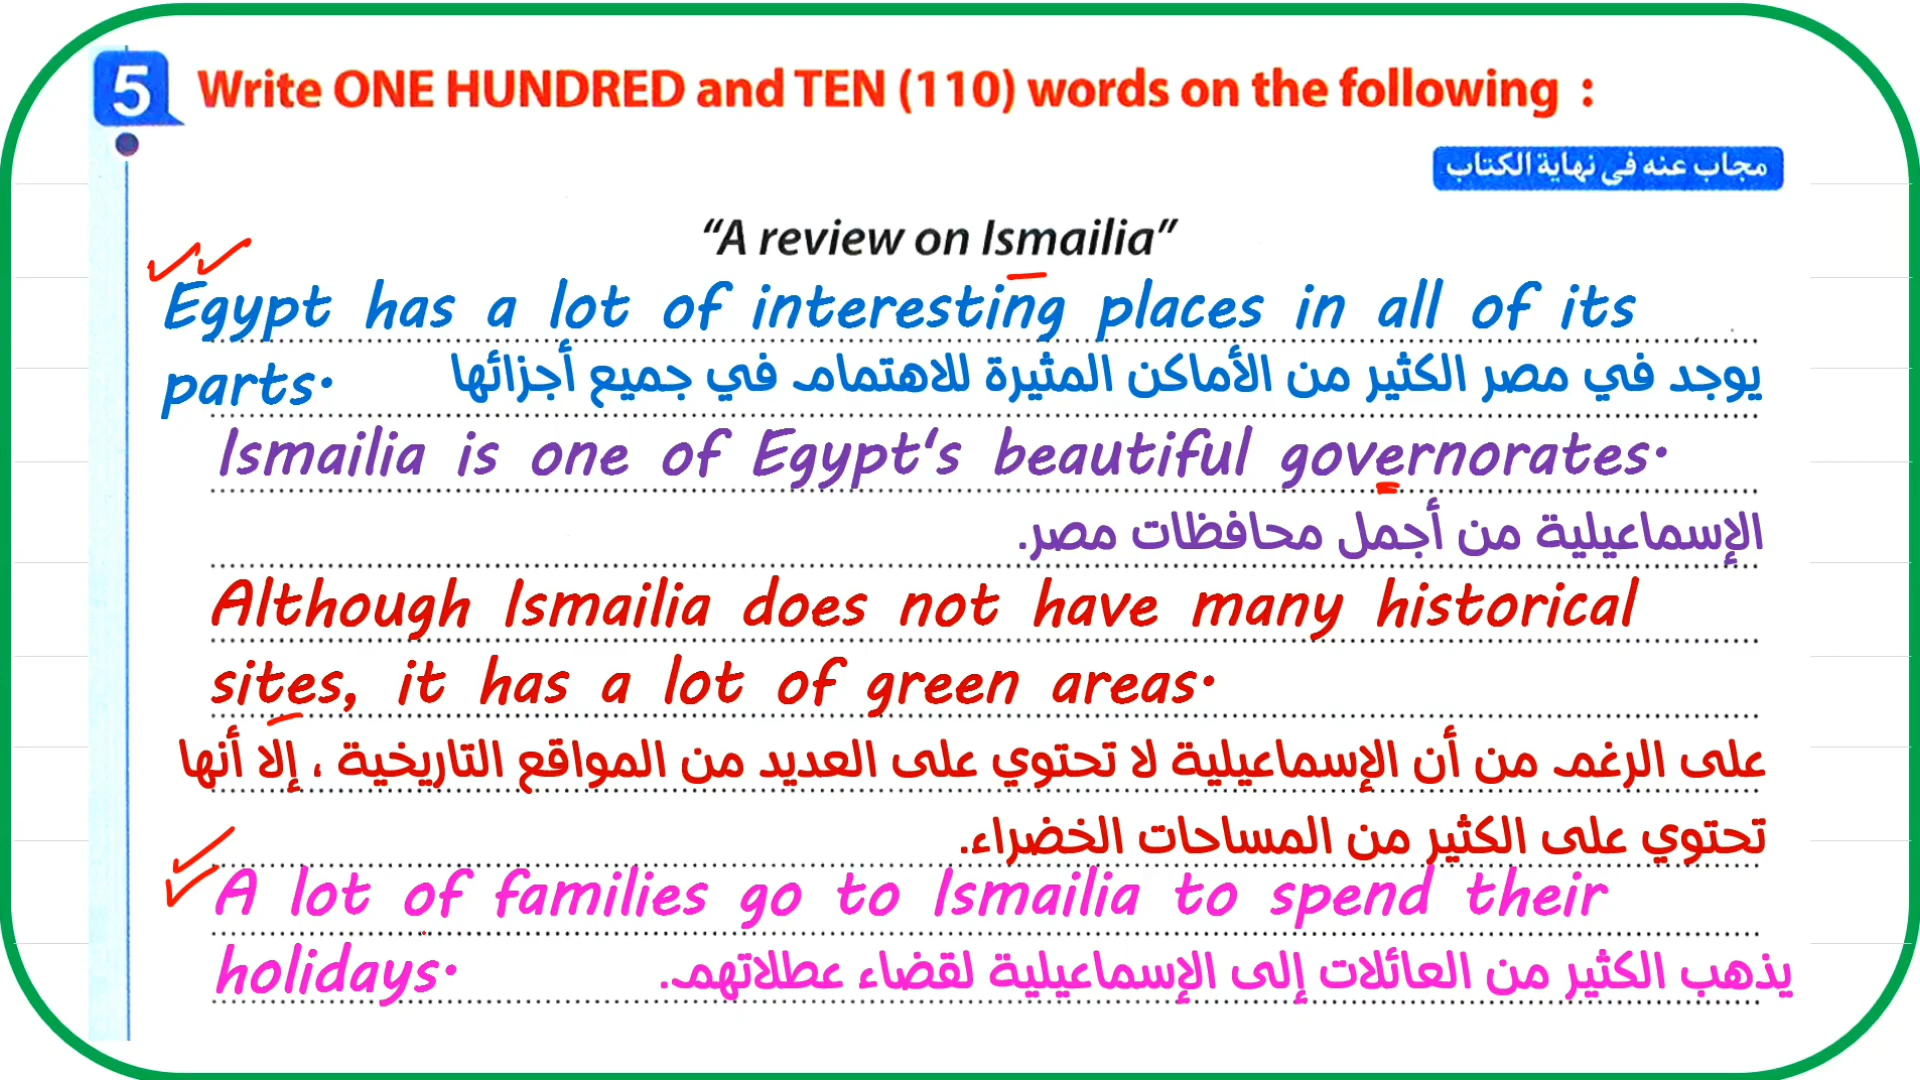 5 Write ONE HUNDRED and TEN (110) words on the following :
مجاب عنه في نهاية الكتاب
“A review on Ismailia”
Egypt has a lot of interesting places in all of its
parts. يوجد في مصر الكثير من الأماكن المثيرة للاهتمام في جميع أجزائها
Ismailia is one of Egypt's beautiful governorates.
الإسماعيلية من أجمل محافظات مصر.
Although Ismailia does not have many historical
sites, it has a lot of green areas.
على الرغم من أن الإسماعيلية لا تحتوي على العديد من المواقع التاريخية ، إلا أنها
تحتوي على الكثير من المساحات الخضراء.
A lot of families go to Ismailia to spend their
holidays. يذهب الكثير من العائلات إلى الإسماعيلية لقضاء عطلاتهم.